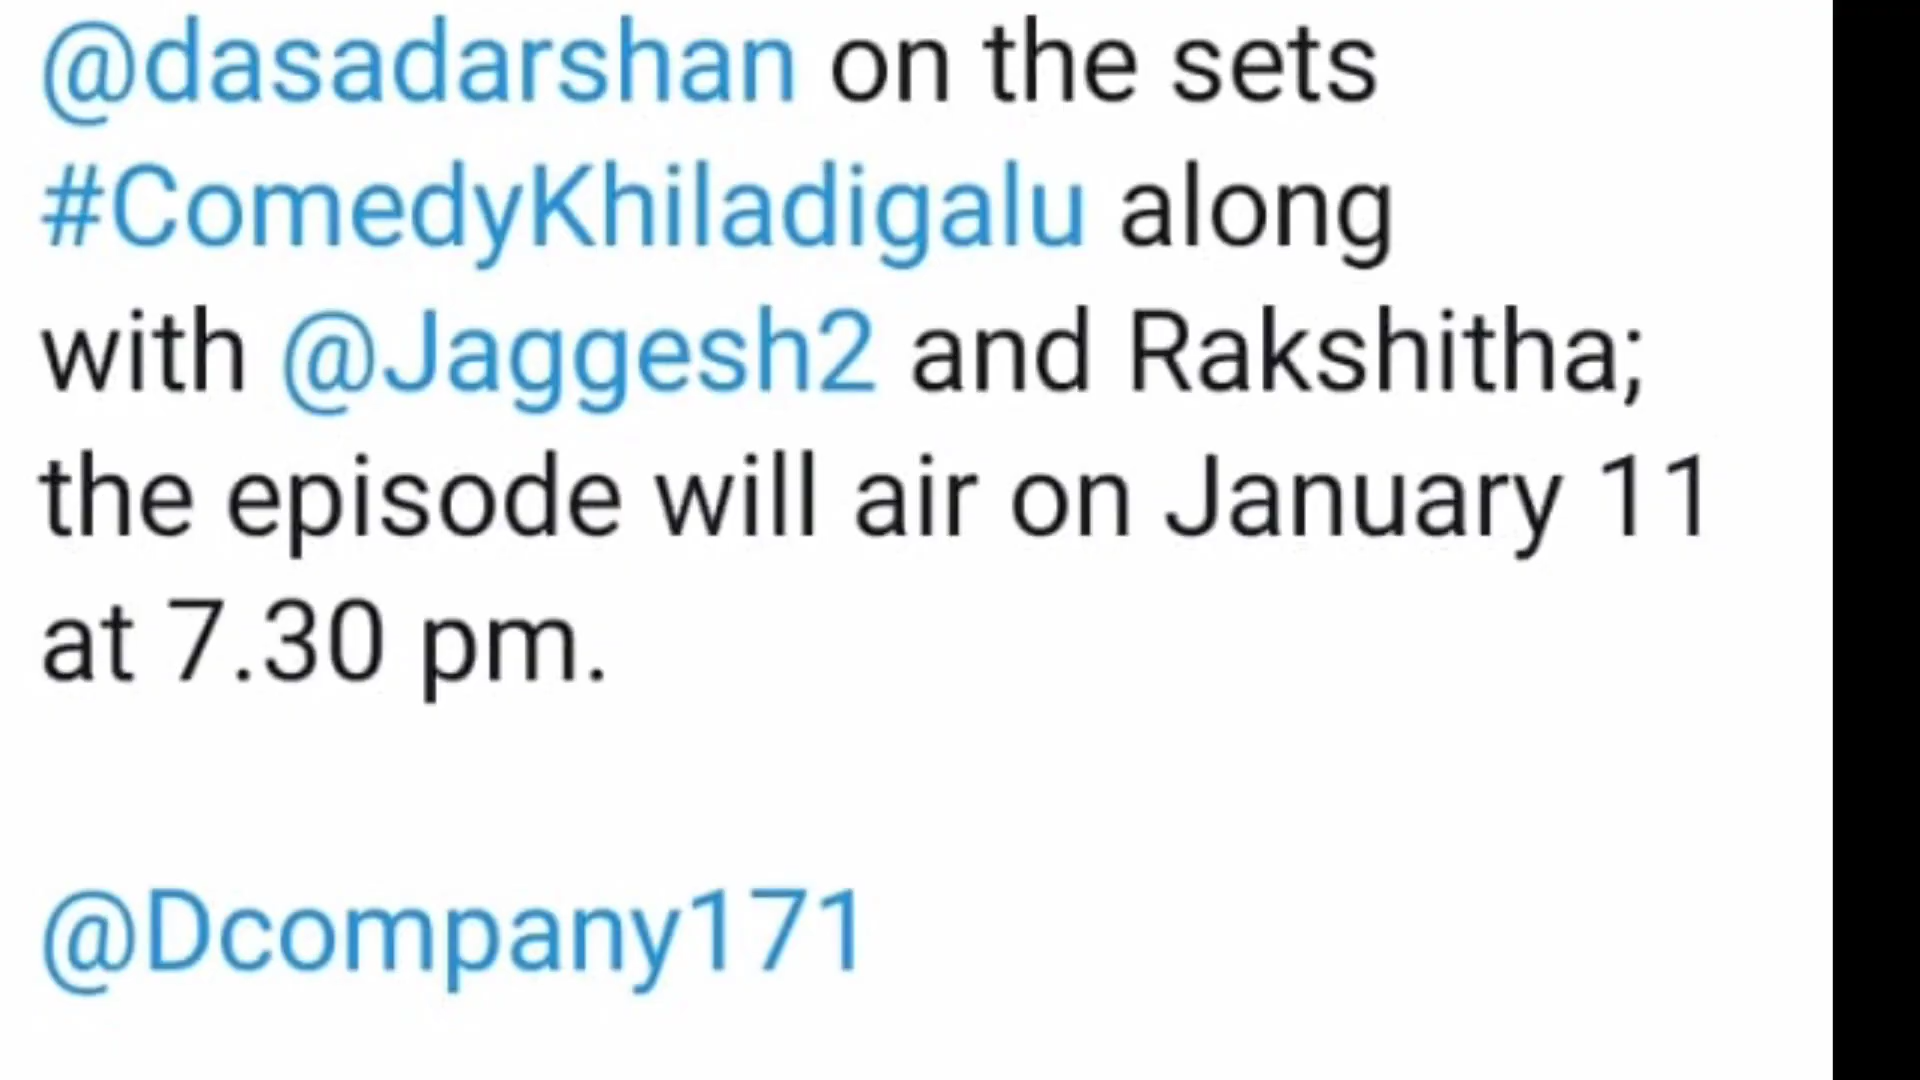 @dasadarshan on the sets
#ComedyKhiladigalu along
with @Jaggesh2 and Rakshitha;
the episode will air on January 11
at 7.30 pm.
@Dcompany171